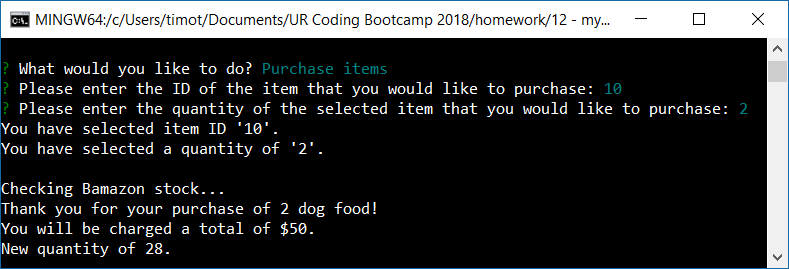 MINGW64:/c/Users/timot/Documents/UR Coding Bootcamp 2018/homework/12 - my...
? What would you like to do? Purchase items
? Please enter the ID of the item that you would like to purchase: 10
? Please enter the quantity of the selected item that you would like to purchase: 2
You have selected item ID '10'.
You have selected a quantity of '2'.
Checking Bamazon stock...
Thank you for your purchase of 2 dog food!
You will be charged a total of $50.
New quantity of 28.